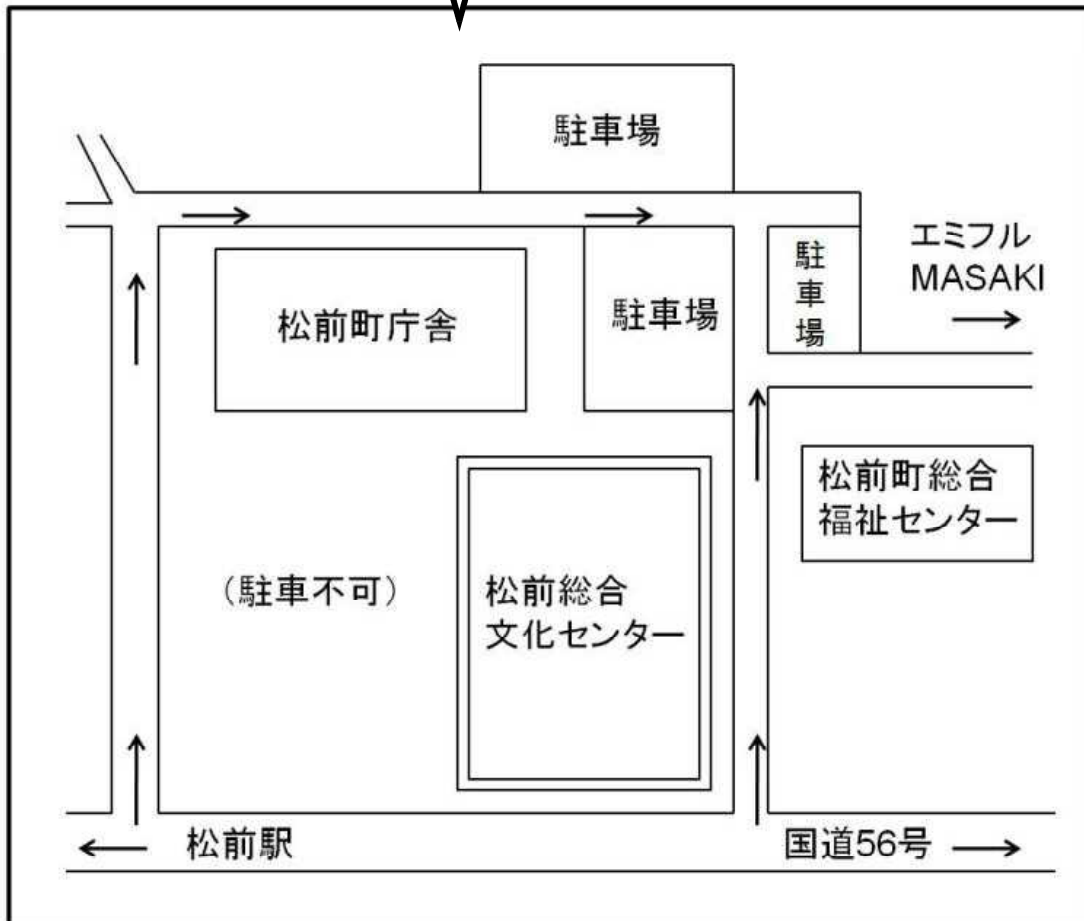 駐車場
エミフル
MASAKI
駐車場
駐車場
松前町庁舎
松前町総合
福祉センター
（駐車不可）
松前総合
文化センター
松前駅
国道56号